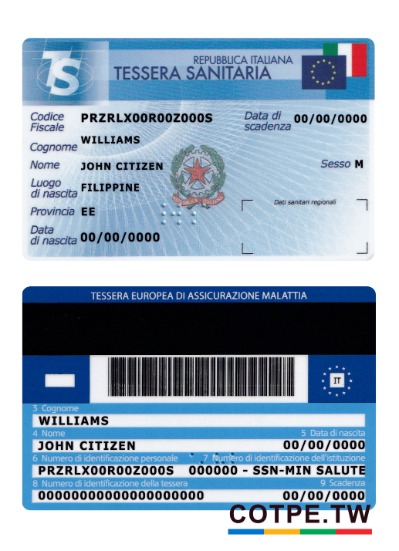 TS
REPUBBLICA ITALIANA
TESSERA SANITARIA
Codice Fiscale PRZRLX00R00Z000S
Data di scadenza 00/00/0000
Cognome WILLIAMS
Nome JOHN CITIZEN
Sesso M
Luogo di nascita FILIPPINE
Provincia EE
Dati sanitari regionali
Data di nascita 00/00/0000
TESSERA EUROPEA DI ASSICURAZIONE MALATTIA
IT
3 Cognome
WILLIAMS
4 Nome 5 Data di nascita
JOHN CITIZEN 00/00/0000
6 Numero di identificazione personale 7 Numero di identificazione dell'istituzione
PRZRLX00R00Z000S 000000 - SSN-MIN SALUTE
8 Numero di identificazione della tessera 9 Scadenza
00000000000000000000 00/00/0000
COTPE.TW